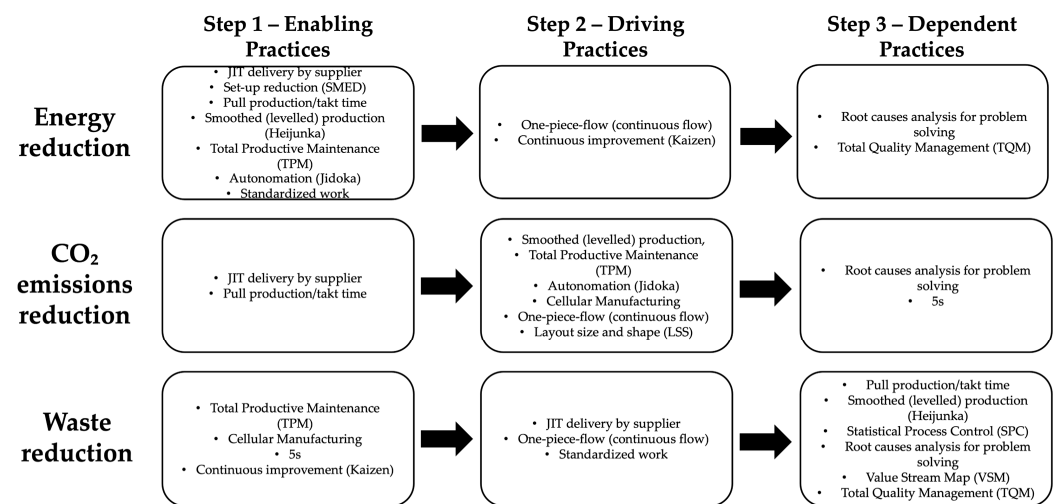 Step 1 – Enabling
Practices
Step 2 – Driving
Practices
Step 3 – Dependent
Practices
Energy
reduction
• JIT delivery by supplier
• Set-up reduction (SMED)
• Pull production/takt time
• Smoothed (levelled) production
(Heijunka)
• Total Productive Maintenance
(TPM)
• Autonomation (Jidoka)
• Standardized work
• One-piece-flow (continuous flow)
• Continuous improvement (Kaizen)
• Root causes analysis for problem
solving
• Total Quality Management (TQM)
CO₂
emissions
reduction
• JIT delivery by supplier
• Pull production/takt time
• Smoothed (levelled) production,
• Total Productive Maintenance
(TPM)
• Autonomation (Jidoka)
• Cellular Manufacturing
• One-piece-flow (continuous flow)
• Layout size and shape (LSS)
• Root causes analysis for problem
solving
• 5s
Waste
reduction
• Total Productive Maintenance
(TPM)
• Cellular Manufacturing
• 5s
• Continuous improvement (Kaizen)
• JIT delivery by supplier
• One-piece-flow (continuous flow)
• Standardized work
• Pull production/takt time
• Smoothed (levelled) production
(Heijunka)
• Statistical Process Control (SPC)
• Root causes analysis for problem
solving
• Value Stream Map (VSM)
• Total Quality Management (TQM)